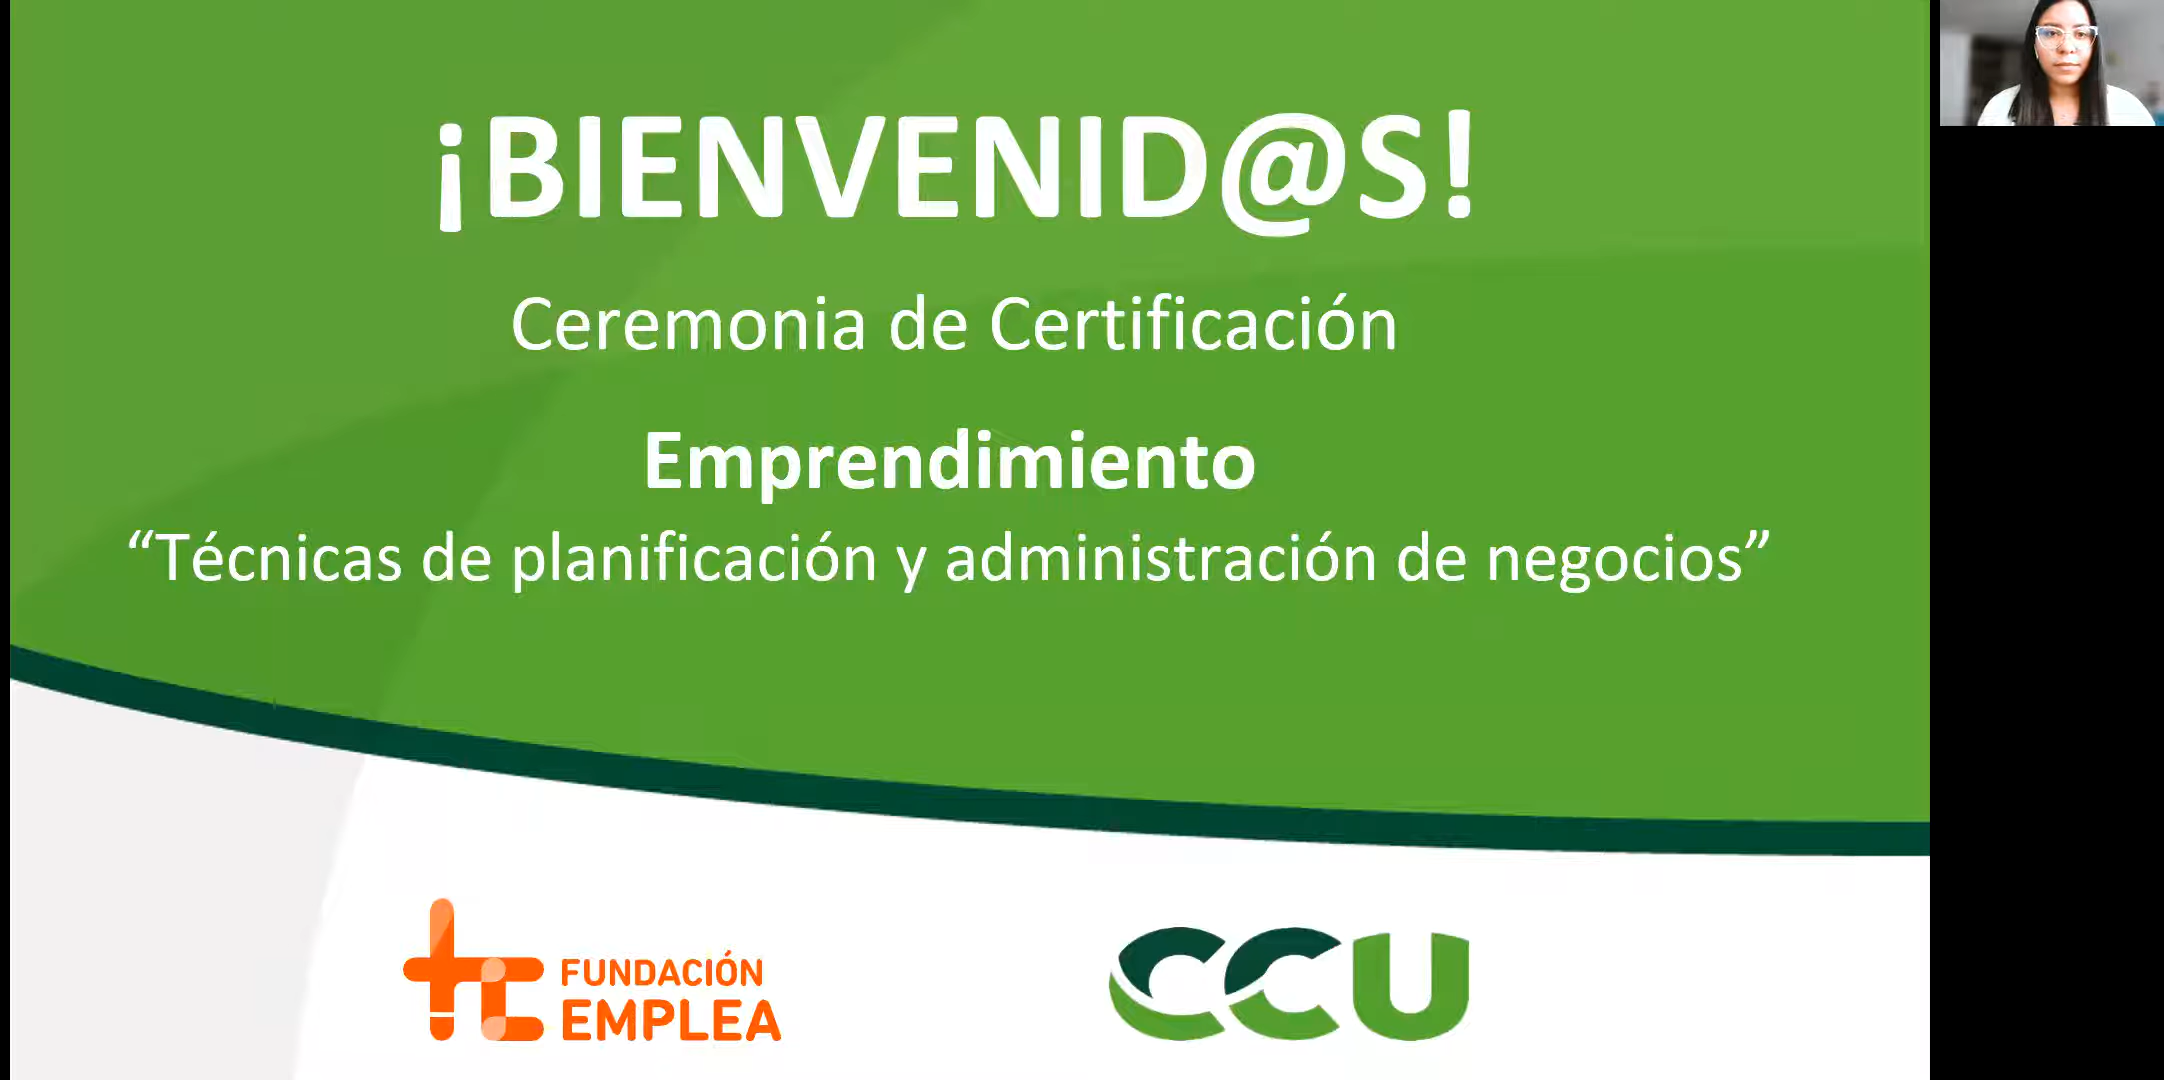 ¡BIENVENID@S!
Ceremonia de Certificación
Emprendimiento
“Técnicas de planificación y administración de negocios”
FUNDACIÓN
EMPLEA
CCU